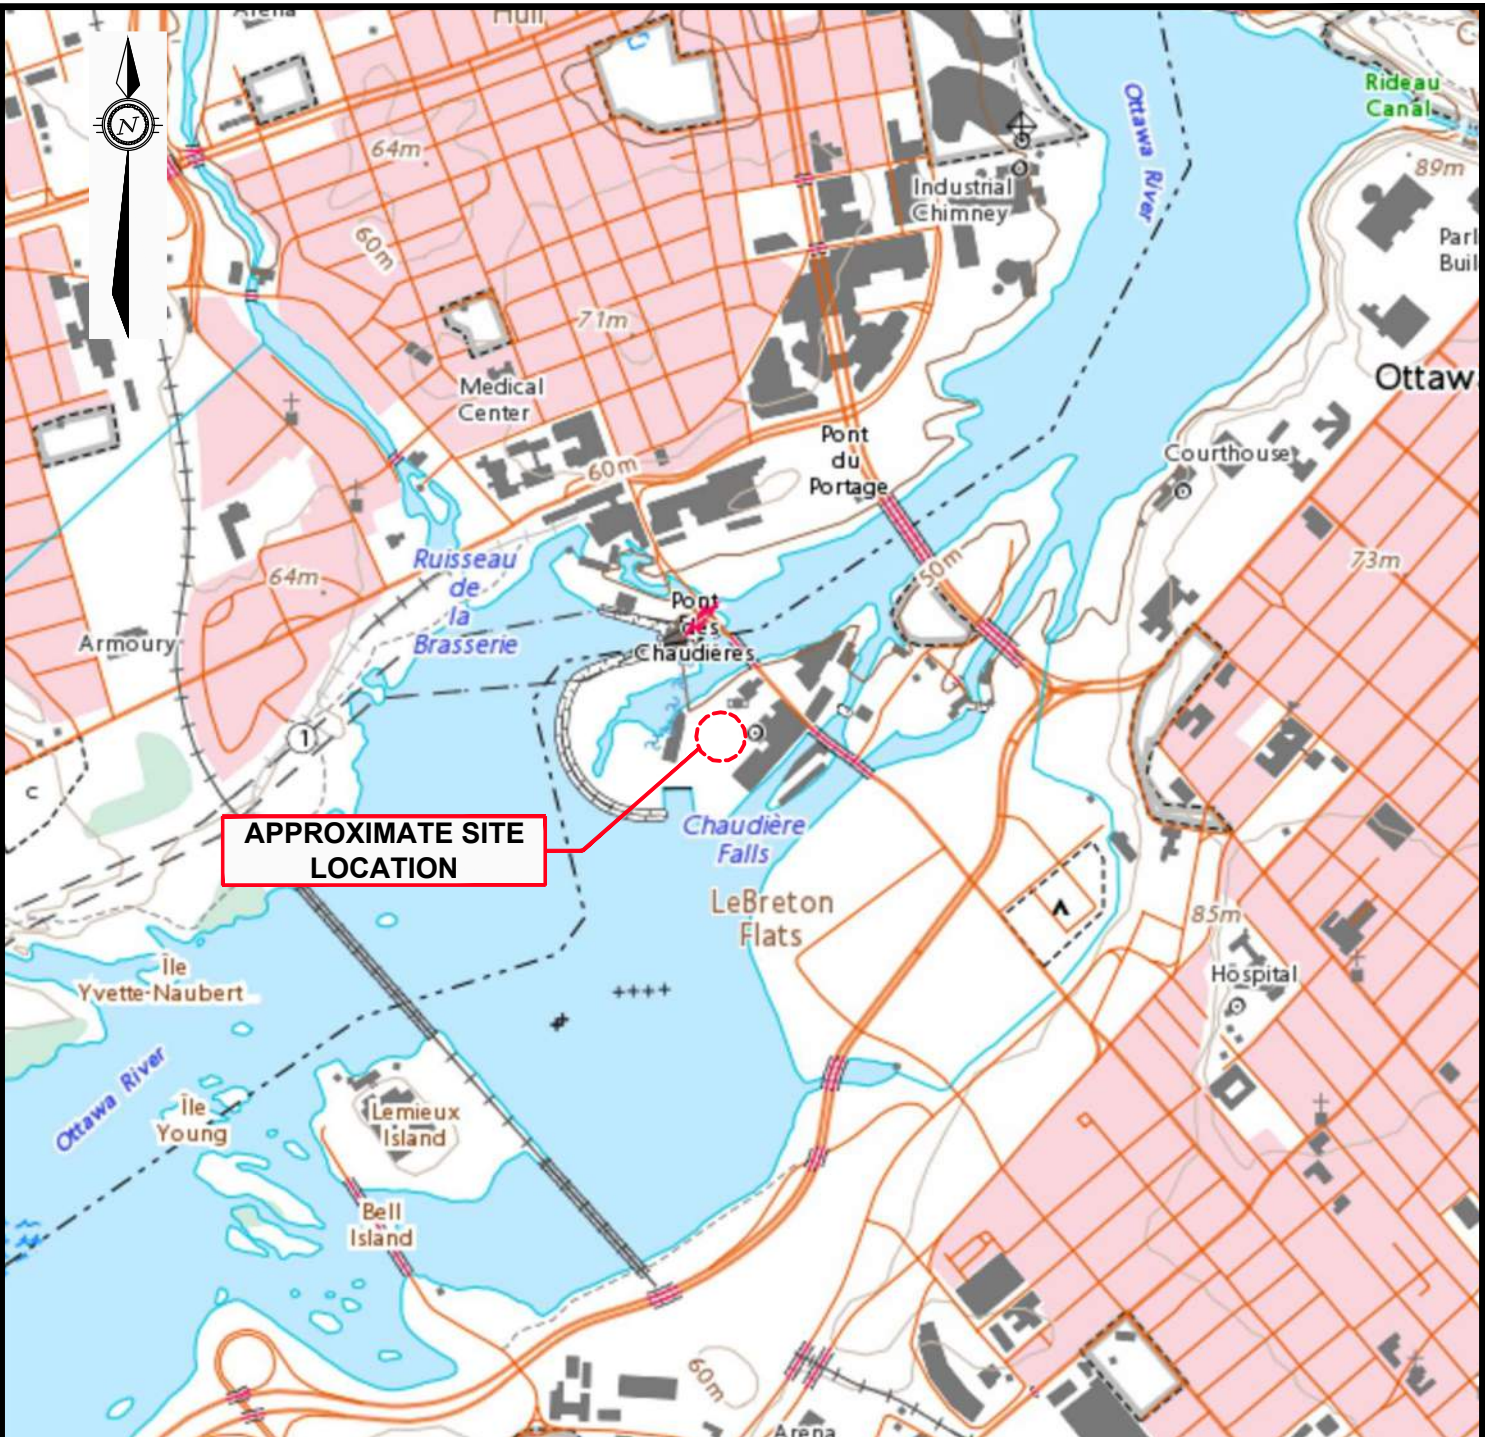 Arena
Hull
N
64m
60m
71m
Medical
Center
60m
Industrial
Chimney
Ottawa River
Rideau
Canal
89m
Ottaw
Courthouse
73m
Pont
du
Portage
50m
Ruisseau
de
la
Brasserie
64m
Armoury
1
C
Pont
des
Chaudières
APPROXIMATE SITE
LOCATION
Chaudière
Falls
LeBreton
Flats
85m
Hospital
Île
Yvette-Naubert
Ottawa River
Île
Young
Lemieux
Island
Bell
Island
60m
Arena
Parl
Buil